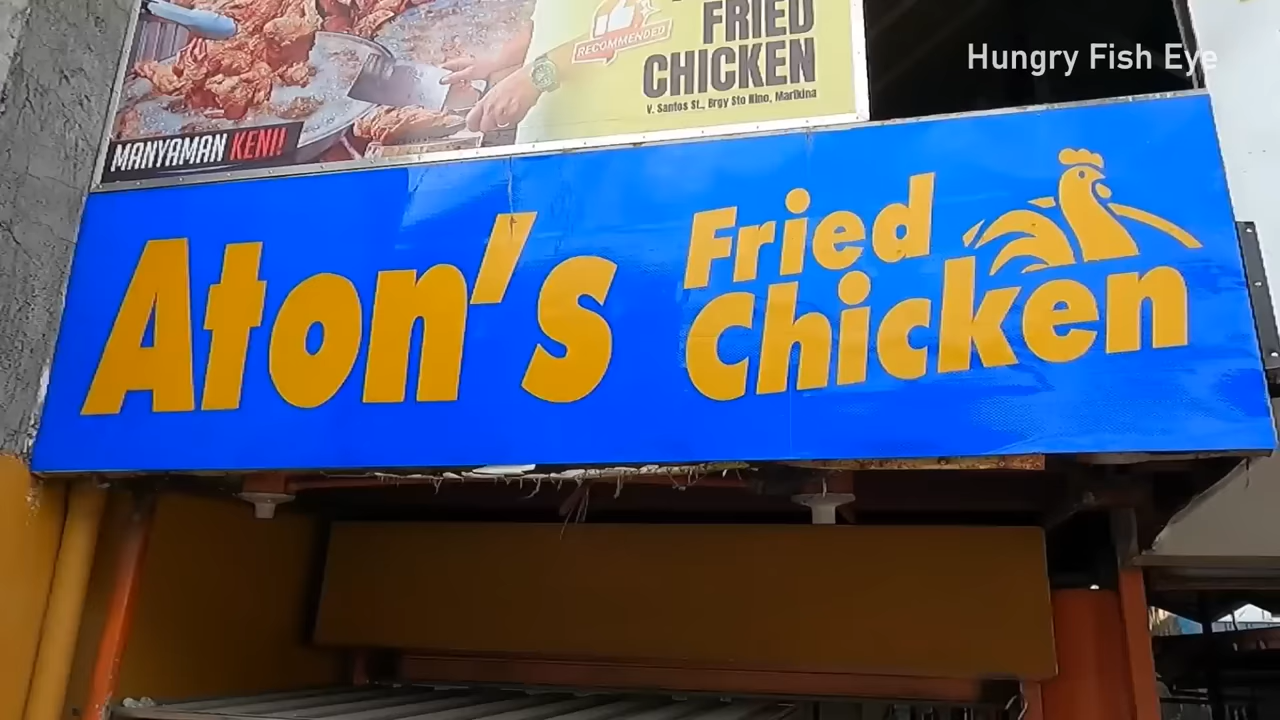 FRIED
CHICKEN
V. Santos St., Brgy Sto Nino, Marikina
RECOMMENDED
MANYAMAN KENI!
Hungry Fish Eye
Aton's
Fried
Chicken